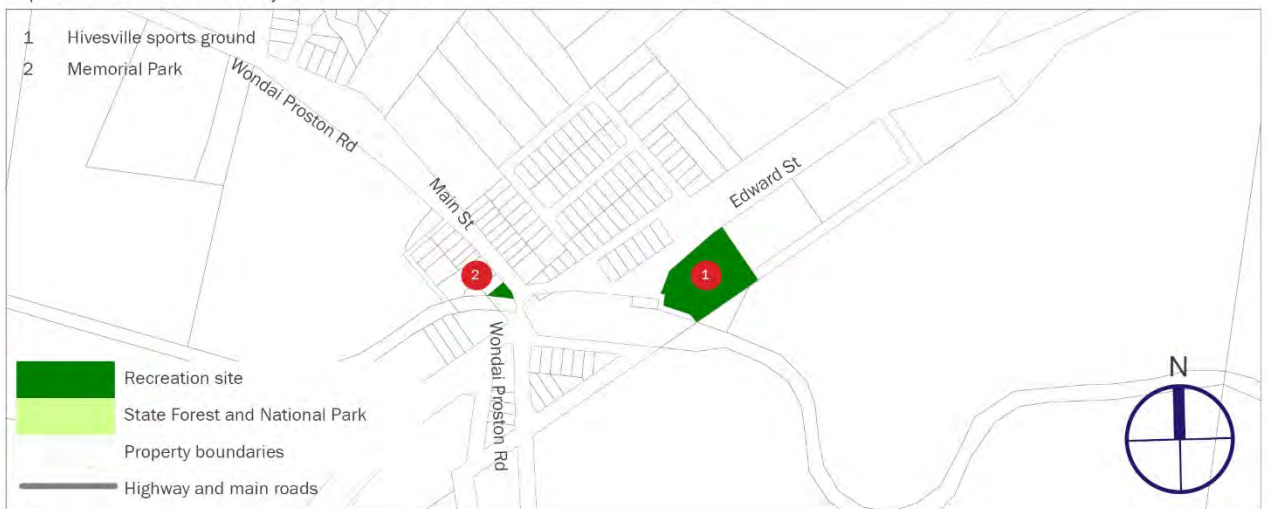 1 Hivesville sports ground
2 Memorial Park
Wondai Proston Rd
Main St
Edward St
2
1
Wondai Proston Rd
Recreation site
State Forest and National Park
Property boundaries
Highway and main roads
N